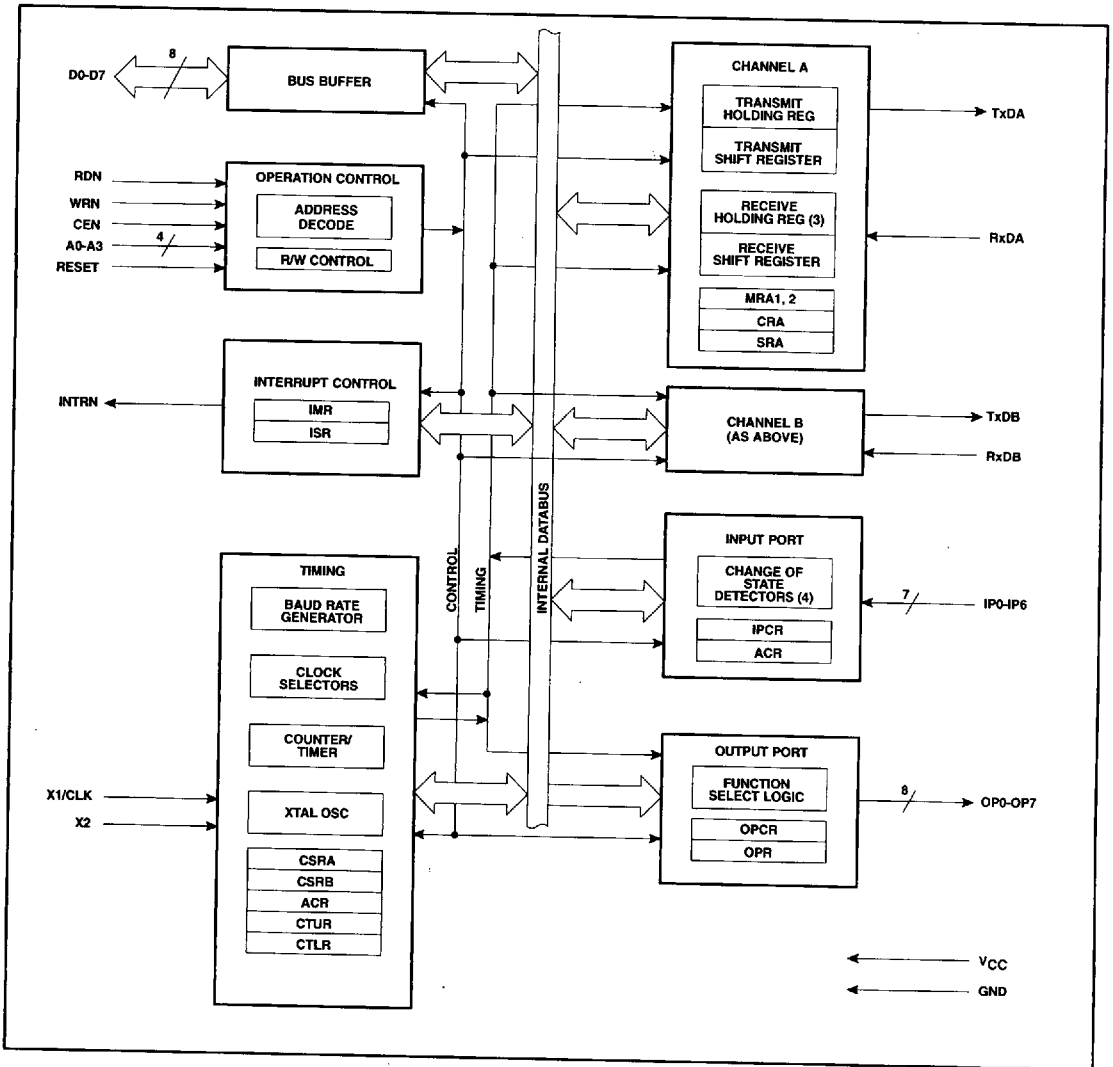 D0-D7
8
BUS BUFFER
RDN
WRN
CEN
A0-A3
4
RESET
OPERATION CONTROL
ADDRESS
DECODE
R/W CONTROL
INTRN
INTERRUPT CONTROL
IMR
ISR
TIMING
BAUD RATE
GENERATOR
CLOCK
SELECTORS
COUNTER/
TIMER
XTAL OSC
CSRA
CSRB
ACR
CTUR
CTLR
X1/CLK
X2
CONTROL
TIMING
INTERNAL DATABUS
CHANNEL A
TRANSMIT
HOLDING REG
TRANSMIT
SHIFT REGISTER
RECEIVE
HOLDING REG (3)
RECEIVE
SHIFT REGISTER
MRA1, 2
CRA
SRA
TxDA
RxDA
CHANNEL B
(AS ABOVE)
TxDB
RxDB
INPUT PORT
CHANGE OF
STATE
DETECTORS (4)
IPCR
ACR
7
IP0-IP6
OUTPUT PORT
FUNCTION
SELECT LOGIC
OPCR
OPR
8
OP0-OP7
VCC
GND